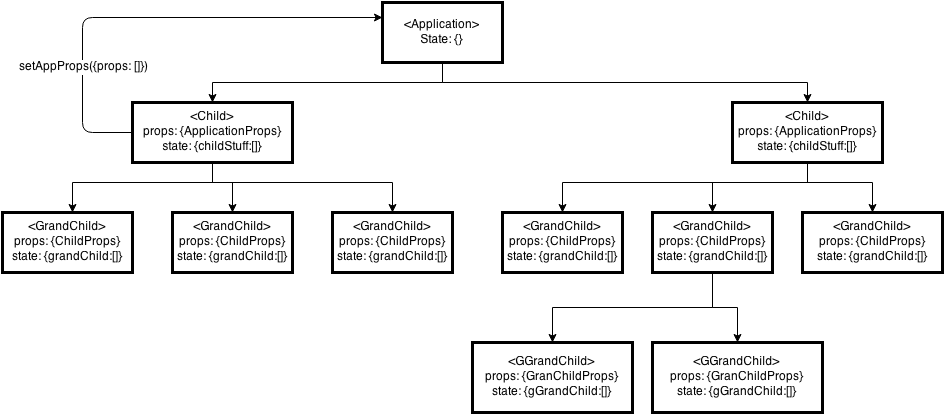 <Application>
State: {}
setAppProps({props: []})
<Child>
props: {ApplicationProps}
state: {childStuff:[]}
<Child>
props: {ApplicationProps}
state: {childStuff:[]}
<GrandChild>
props: {ChildProps}
state: {grandChild:[]}
<GrandChild>
props: {ChildProps}
state: {grandChild:[]}
<GrandChild>
props: {ChildProps}
state: {grandChild:[]}
<GrandChild>
props: {ChildProps}
state: {grandChild:[]}
<GrandChild>
props: {ChildProps}
state: {grandChild:[]}
<GrandChild>
props: {ChildProps}
state: {grandChild:[]}
<GGrandChild>
props: {GranChildProps}
state: {gGrandChild:[]}
<GGrandChild>
props: {GranChildProps}
state: {gGrandChild:[]}